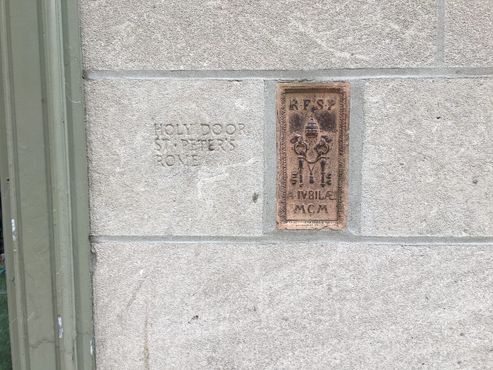 HOLY DOOR
ST·PETER'S
ROME
R.F.S.P
A IVBILÆ
MCM